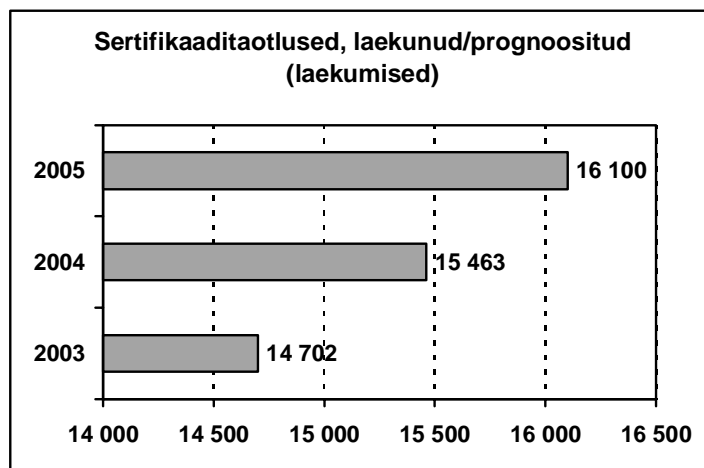 Sertifikaaditaotlused, laekunud/prognoositud
(laekumised)
2005
16 100
2004
15 463
2003
14 702
14 000 14 500 15 000 15 500 16 000 16 500